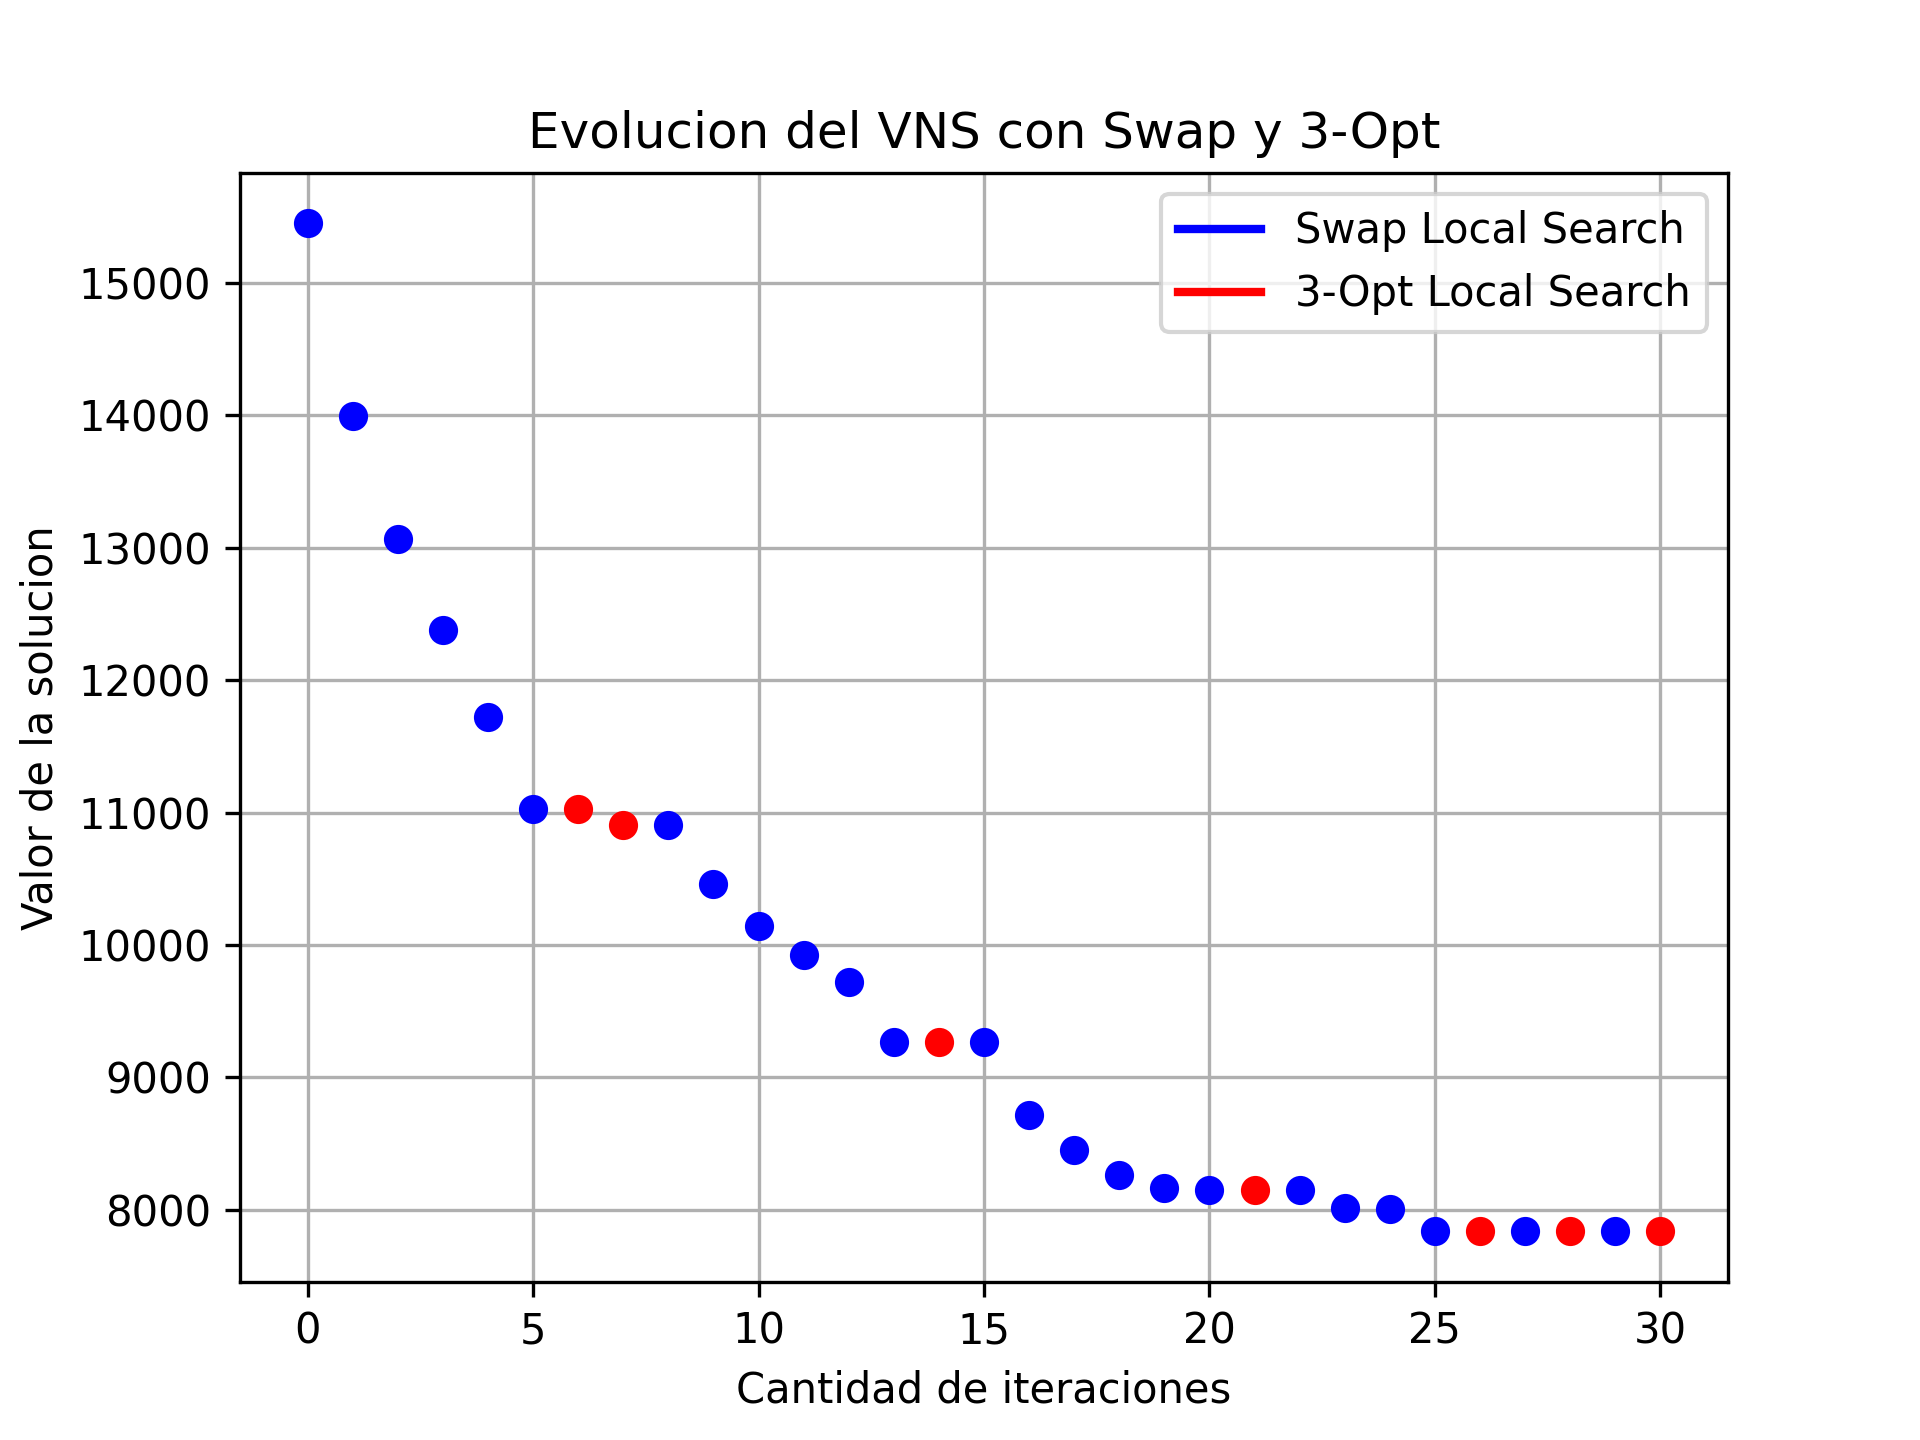 Evolucion del VNS con Swap y 3-Opt
Swap Local Search
3-Opt Local Search
Valor de la solucion
15000
14000
13000
12000
11000
10000
9000
8000
0 5 10 15 20 25 30
Cantidad de iteraciones